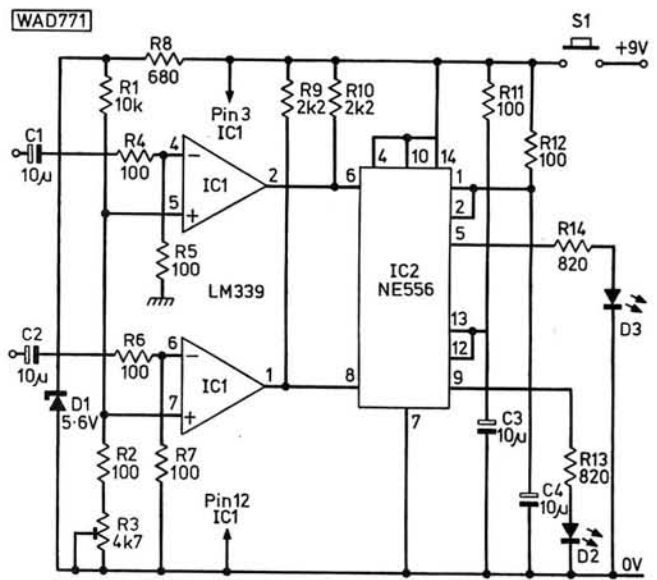 WAD771
S1
+9V
R8
680
R1
10k
R9
2k2
R10
2k2
R11
100
R12
100
Pin3
IC1
C1
10μ
R4
100
4
−
IC1
2
5
+
R5
100
LM339
4
10
14
6
1
2
5
IC2
NE556
R14
820
D3
13
12
9
8
7
C2
10μ
R6
100
6
−
IC1
1
7
+
D1
5·6V
R2
100
R7
100
R3
4k7
Pin12
IC1
C3
10μ
C4
10μ
R13
820
D2
0V